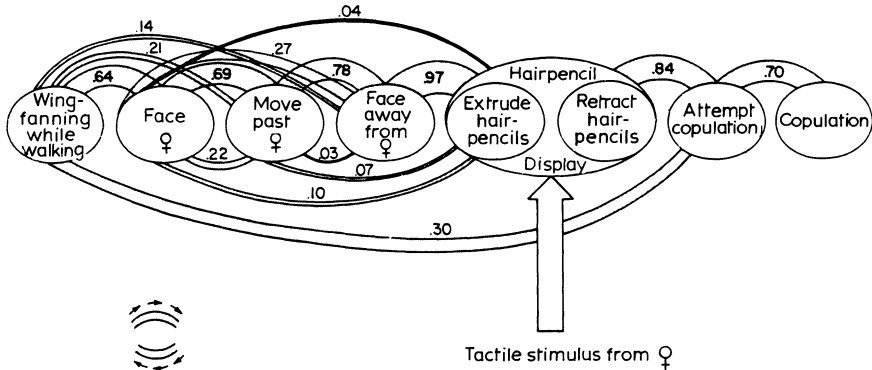 .04
.14
.21
.27
.64
.69
.78
.97
.84
.70
Wing-
fanning
while
walking
Face
♀
Move
past
♀
Face
away
from
♀
Hairpencil
Extrude
hair-
pencils
Retract
hair-
pencils
Display
Attempt
copulation
Copulation
.22
.03
.07
.10
.30
Tactile stimulus from ♀